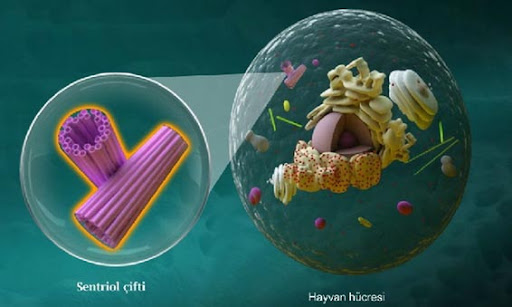 Sentriol çifti
Hayvan hücresi